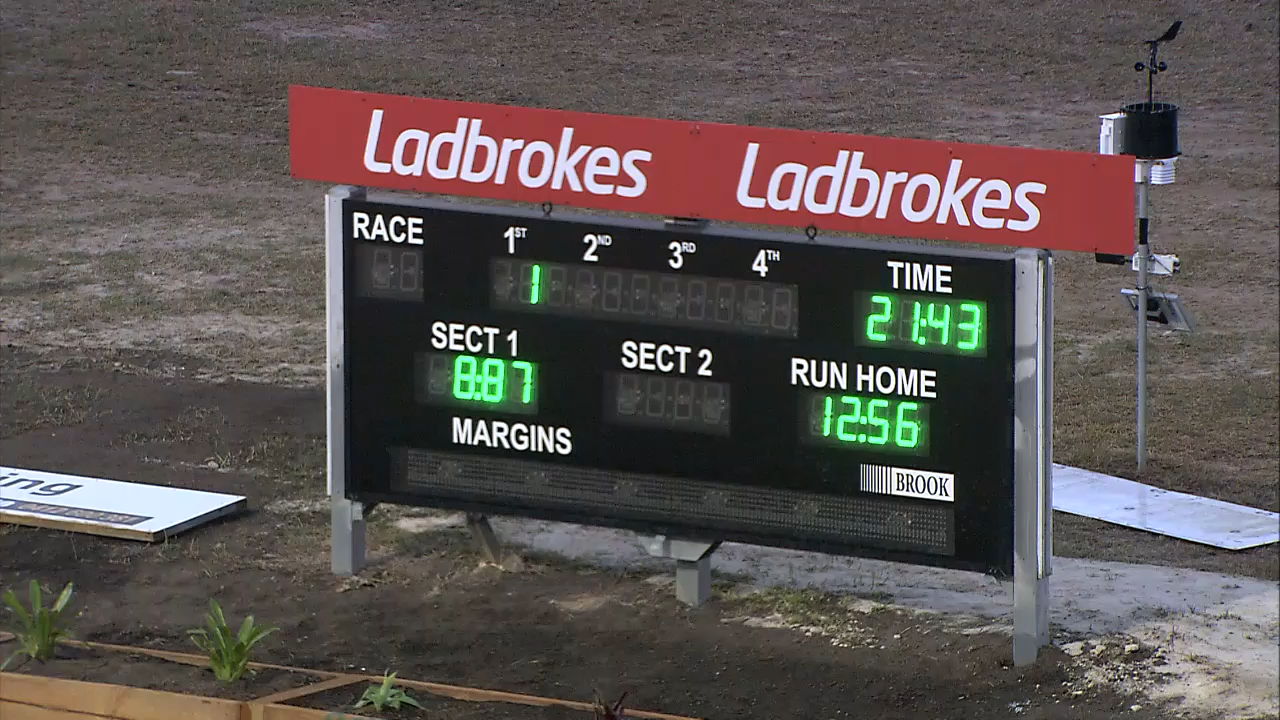 Ladbrokes Ladbrokes
RACE 1ST 2ND 3RD 4TH TIME
1 21:43
SECT 1 SECT 2 RUN HOME
8:87 12:56
MARGINS
BROOK
ing